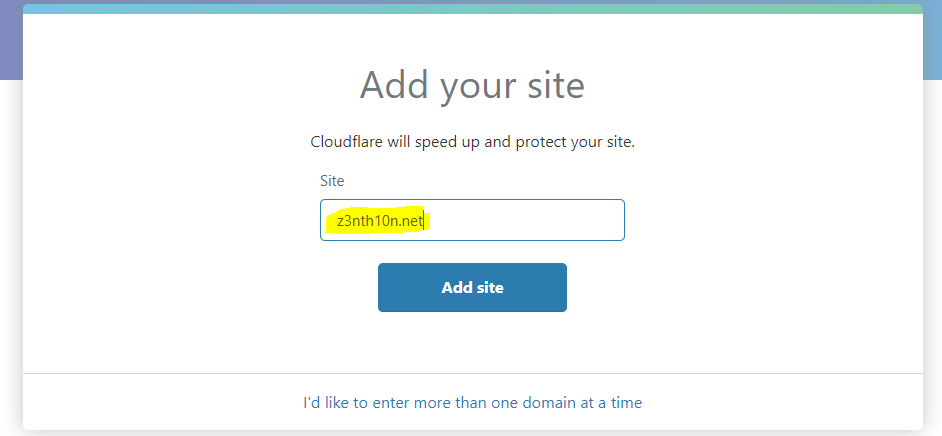 Add your site
Cloudflare will speed up and protect your site.
Site
z3nth10n.net
Add site
I'd like to enter more than one domain at a time